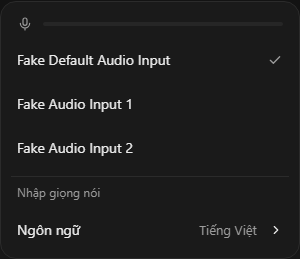 Fake Default Audio Input
Fake Audio Input 1
Fake Audio Input 2
Nhập giọng nói
Ngôn ngữ Tiếng Việt